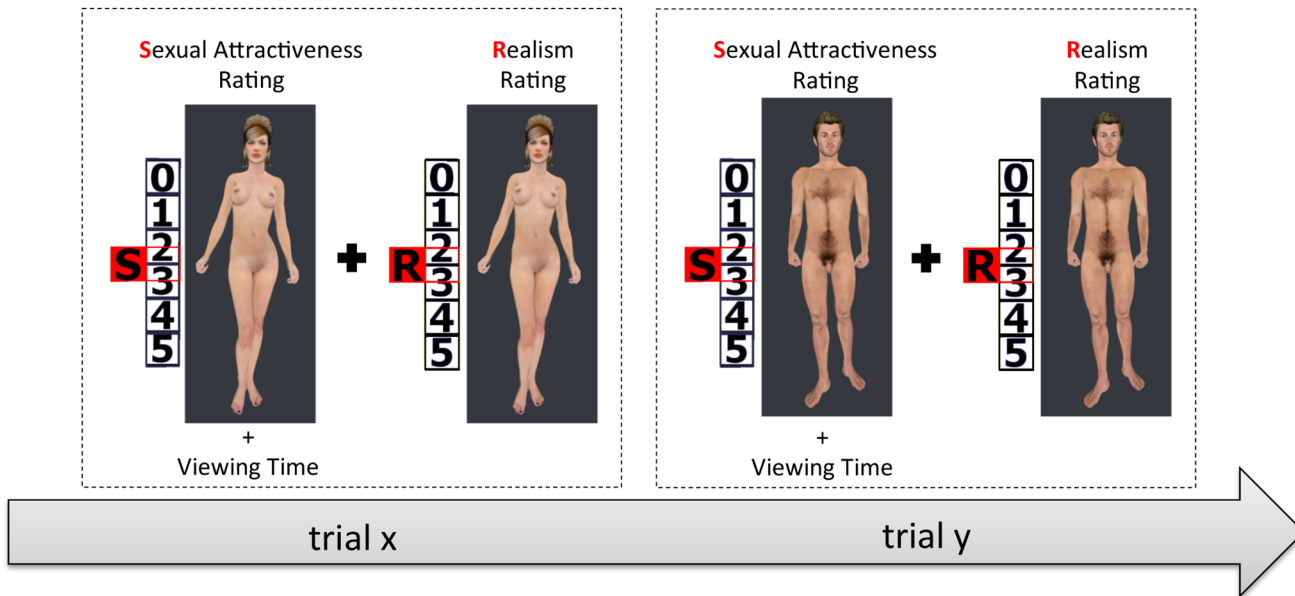 Sexual Attractiveness
Rating
Realism
Rating
0
1
2
3
4
5
S
+
0
1
2
3
4
5
R
+
Viewing Time
Sexual Attractiveness
Rating
Realism
Rating
0
1
2
3
4
5
S
+
0
1
2
3
4
5
R
+
Viewing Time
trial x
trial y